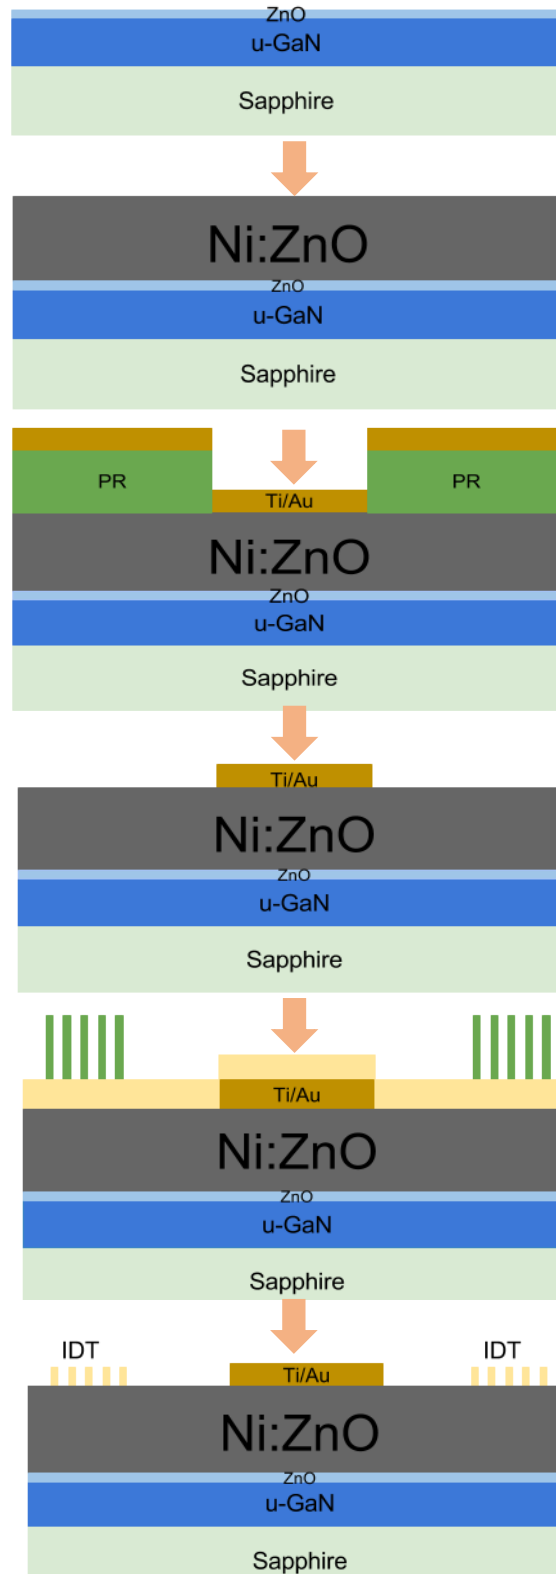 ZnO
u-GaN
Sapphire
Ni:ZnO
ZnO
u-GaN
Sapphire
PR
PR
Ti/Au
Ni:ZnO
ZnO
u-GaN
Sapphire
Ti/Au
Ni:ZnO
ZnO
u-GaN
Sapphire
Ti/Au
Ni:ZnO
ZnO
u-GaN
Sapphire
IDT
IDT
Ti/Au
Ni:ZnO
ZnO
u-GaN
Sapphire